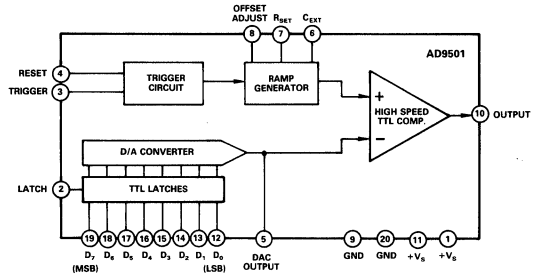 OFFSET
ADJUST R_SET C_EXT
8 7 6
AD9501
RESET 4
TRIGGER 3
TRIGGER
CIRCUIT
RAMP
GENERATOR
+
HIGH SPEED
TTL COMP.
−
10 OUTPUT
D/A CONVERTER
LATCH 2
TTL LATCHES
19 18 17 16 15 14 13 12 5 9 20 11 1
D7 D6 D5 D4 D3 D2 D1 D0 DAC GND GND +VS +VS
(MSB) (LSB) OUTPUT